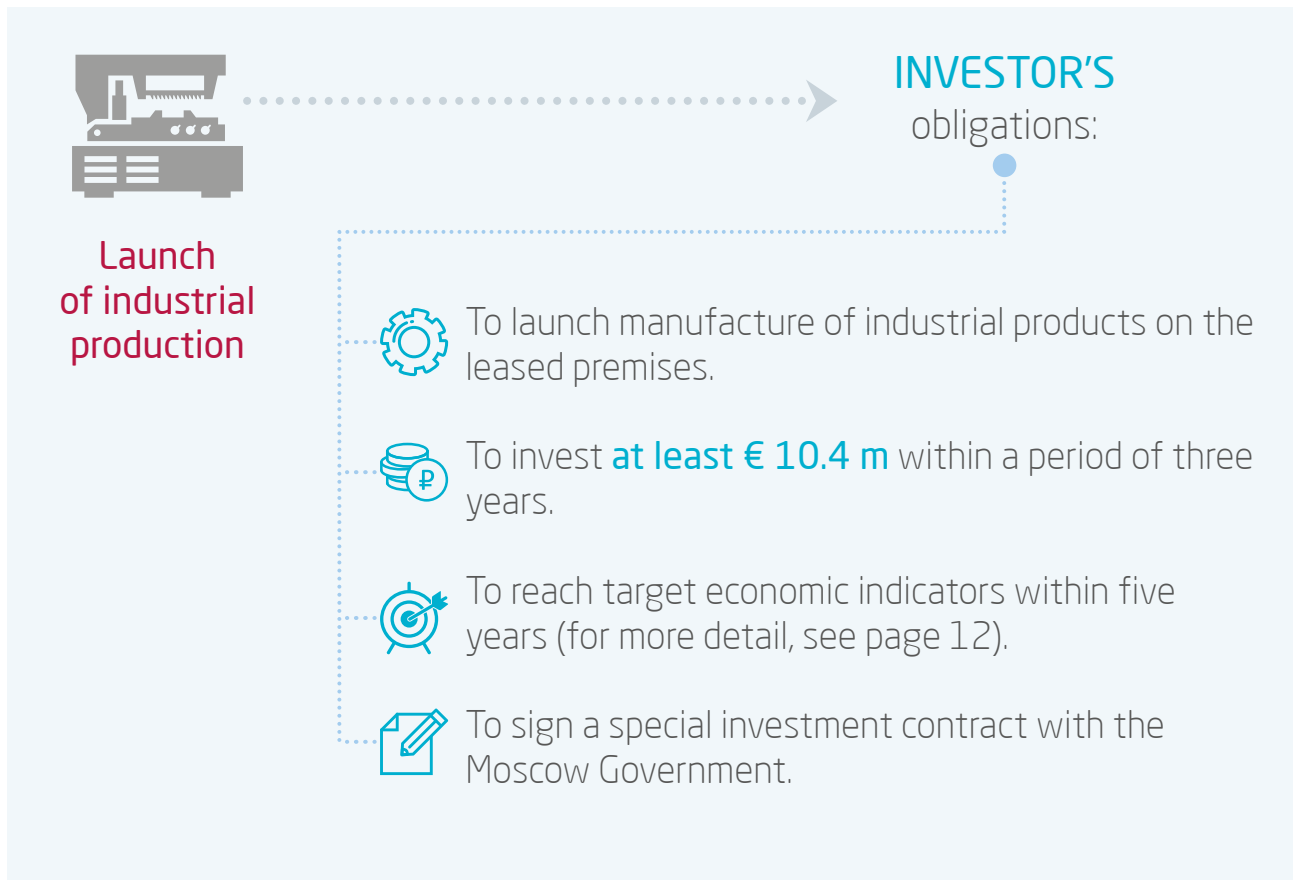 INVESTOR'S
obligations:
Launch
of industrial
production
To launch manufacture of industrial products on the
leased premises.
To invest at least € 10.4 m within a period of three
years.
₽
To reach target economic indicators within five
years (for more detail, see page 12).
To sign a special investment contract with the
Moscow Government.